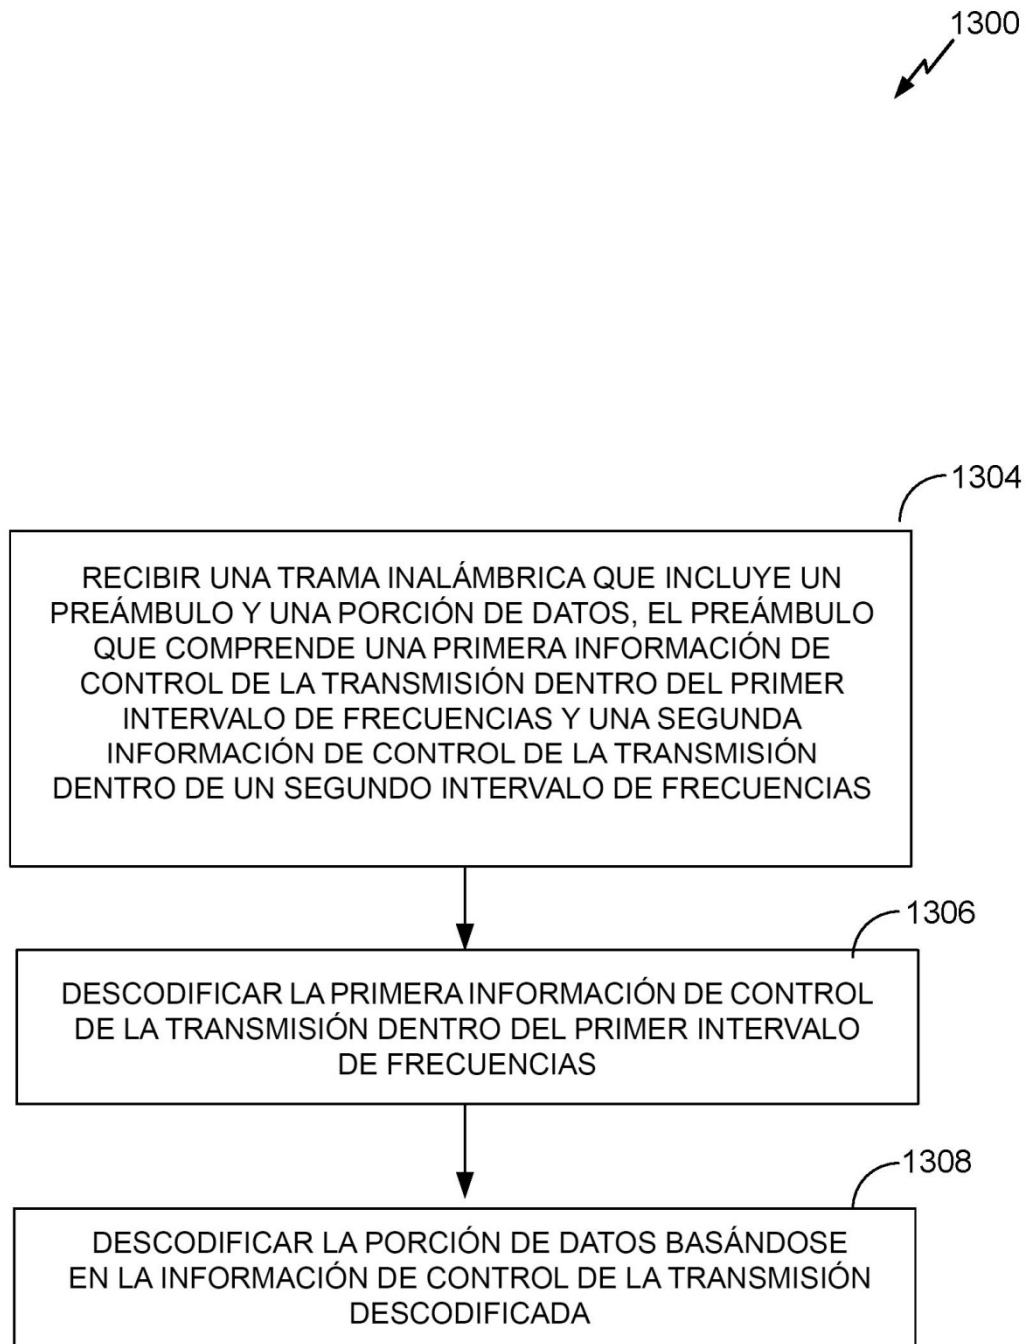 1300
1304
RECIBIR UNA TRAMA INALÁMBRICA QUE INCLUYE UN
PREÁMBULO Y UNA PORCIÓN DE DATOS, EL PREÁMBULO
QUE COMPRENDE UNA PRIMERA INFORMACIÓN DE
CONTROL DE LA TRANSMISIÓN DENTRO DEL PRIMER
INTERVALO DE FRECUENCIAS Y UNA SEGUNDA
INFORMACIÓN DE CONTROL DE LA TRANSMISIÓN
DENTRO DE UN SEGUNDO INTERVALO DE FRECUENCIAS
1306
DESCODIFICAR LA PRIMERA INFORMACIÓN DE CONTROL
DE LA TRANSMISIÓN DENTRO DEL PRIMER INTERVALO
DE FRECUENCIAS
1308
DESCODIFICAR LA PORCIÓN DE DATOS BASÁNDOSE
EN LA INFORMACIÓN DE CONTROL DE LA TRANSMISIÓN
DESCODIFICADA